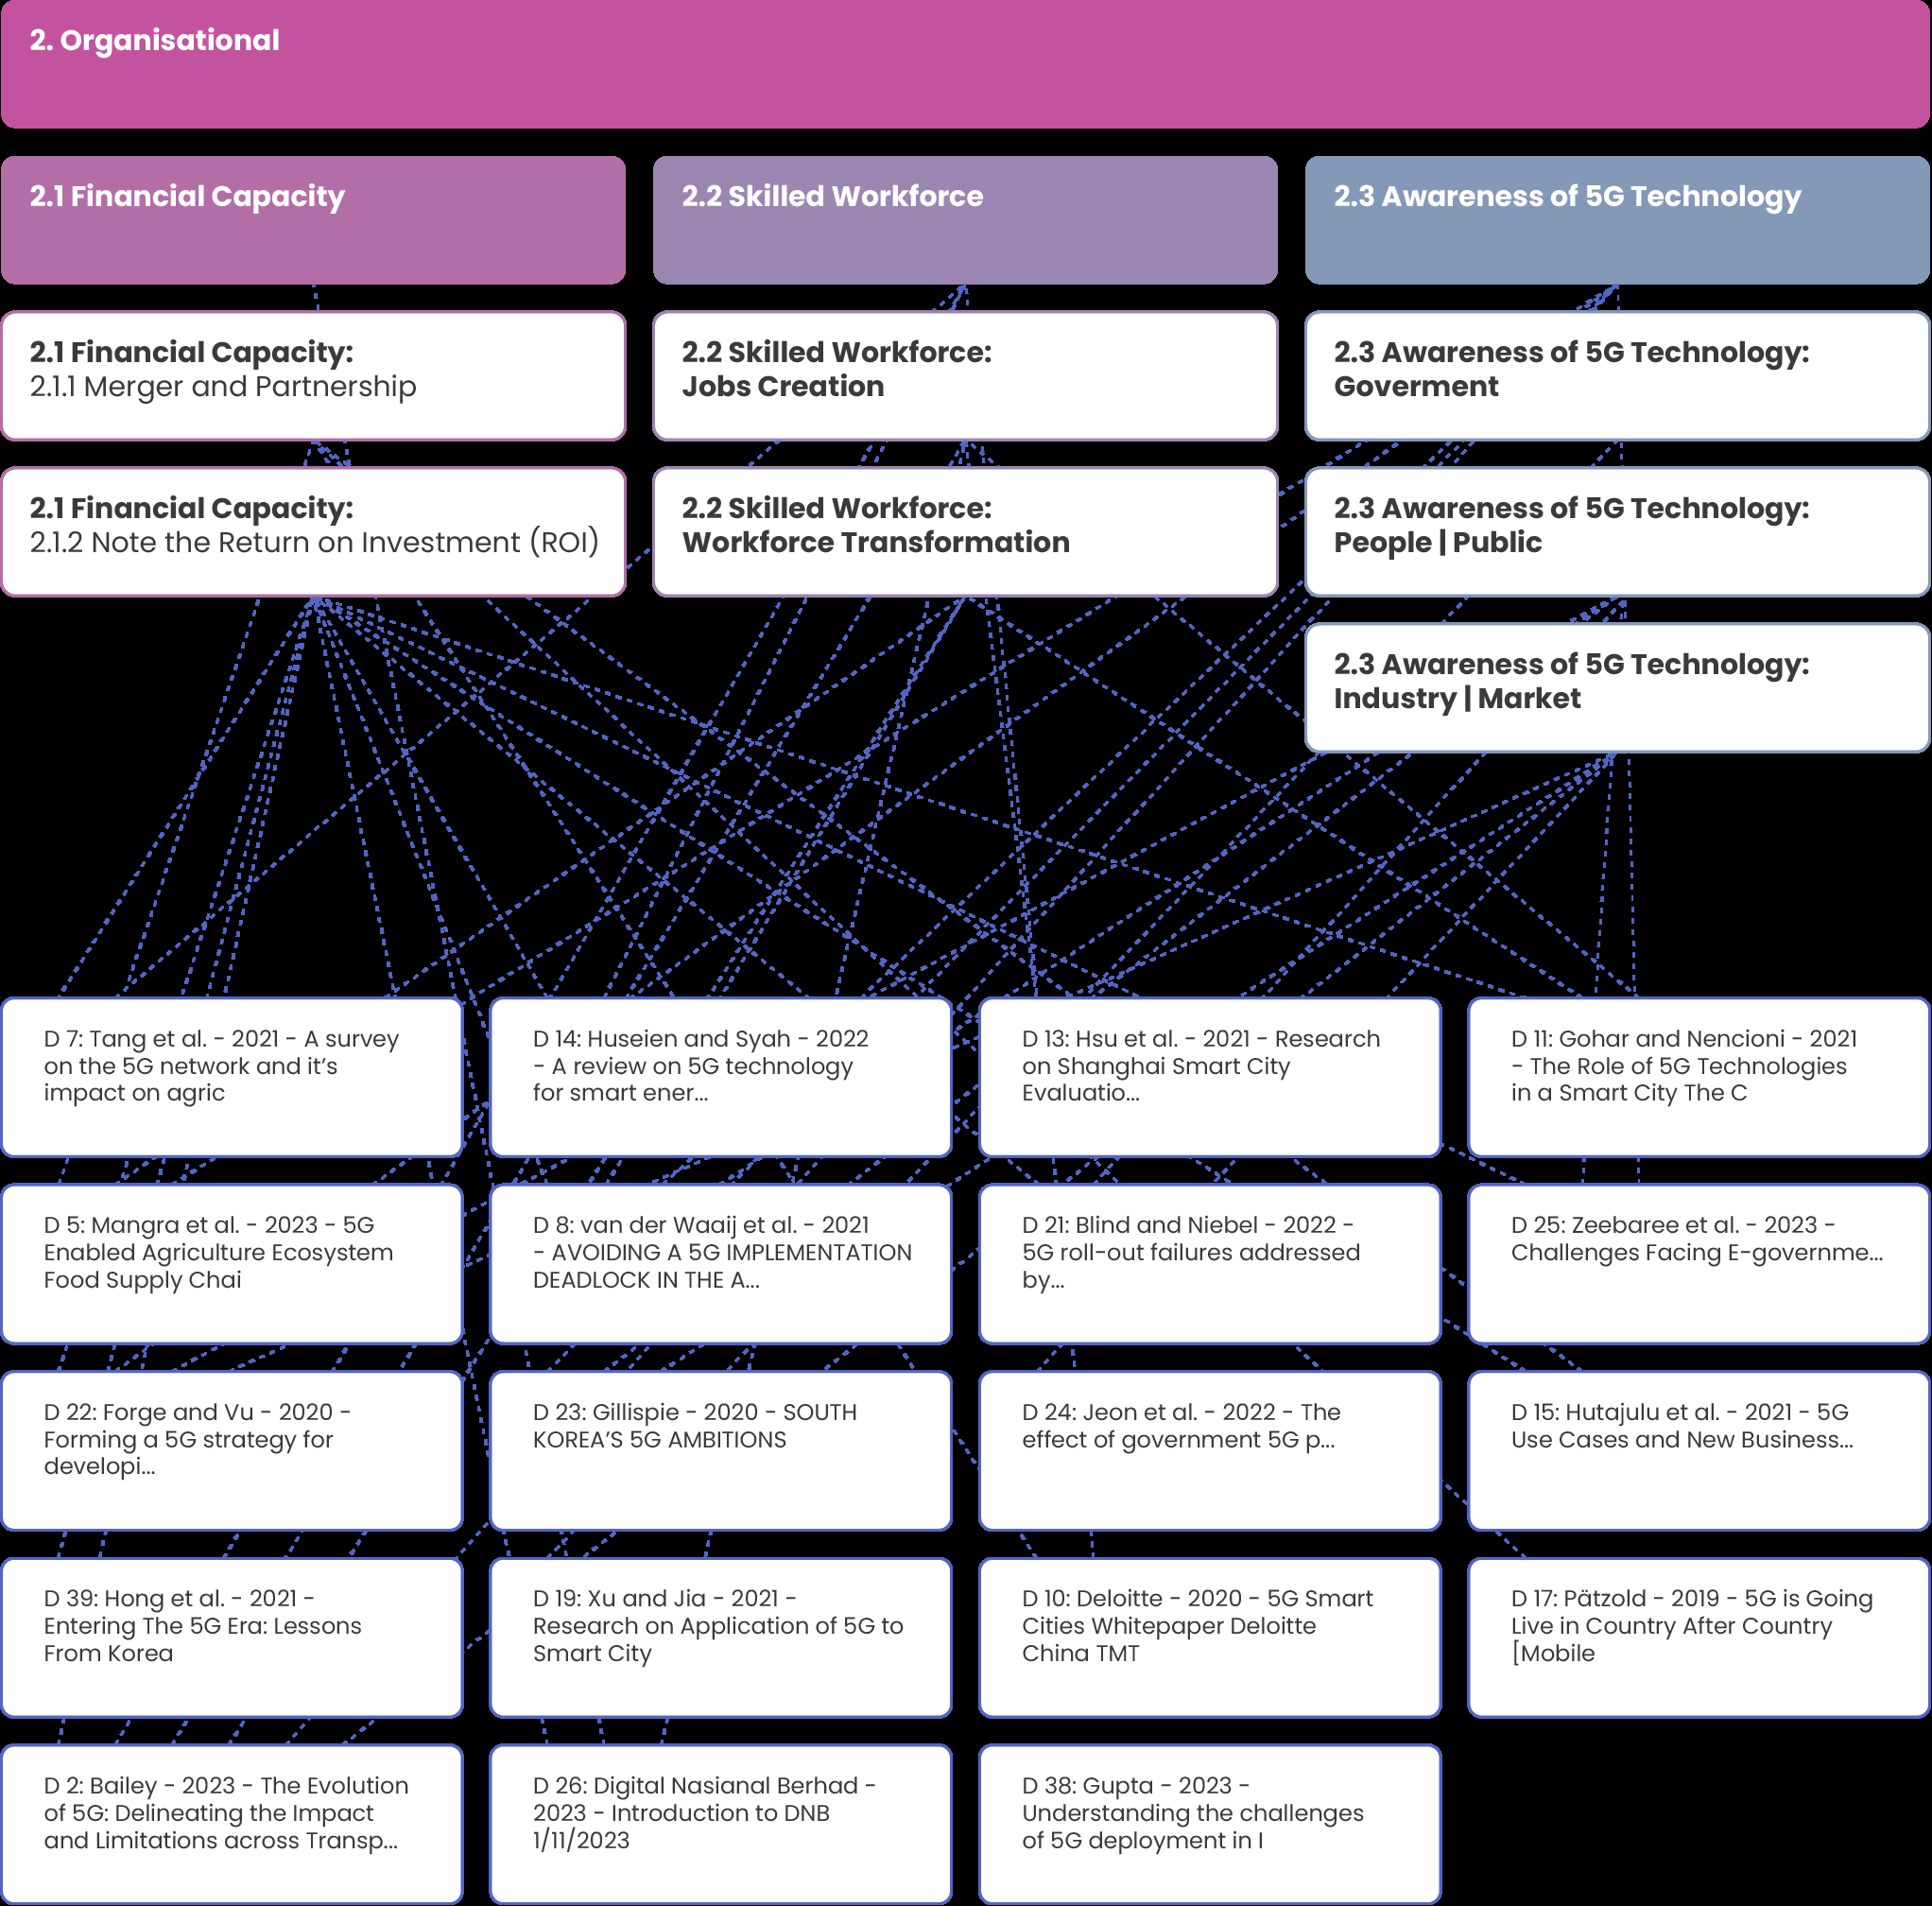 2. Organisational
2.1 Financial Capacity
2.2 Skilled Workforce
2.3 Awareness of 5G Technology
2.1 Financial Capacity:
2.1.1 Merger and Partnership
2.2 Skilled Workforce:
Jobs Creation
2.3 Awareness of 5G Technology:
Goverment
2.1 Financial Capacity:
2.1.2 Note the Return on Investment (ROI)
2.2 Skilled Workforce:
Workforce Transformation
2.3 Awareness of 5G Technology:
People | Public
2.3 Awareness of 5G Technology:
Industry | Market
D 7: Tang et al. - 2021 - A survey
on the 5G network and it’s
impact on agric
D 14: Huseien and Syah - 2022
- A review on 5G technology
for smart ener...
D 13: Hsu et al. - 2021 - Research
on Shanghai Smart City
Evaluatio...
D 11: Gohar and Nencioni - 2021
- The Role of 5G Technologies
in a Smart City The C
D 5: Mangra et al. - 2023 - 5G
Enabled Agriculture Ecosystem
Food Supply Chai
D 8: van der Waaij et al. - 2021
- AVOIDING A 5G IMPLEMENTATION
DEADLOCK IN THE A...
D 21: Blind and Niebel - 2022 -
5G roll-out failures addressed
by...
D 25: Zeebaree et al. - 2023 -
Challenges Facing E-governme...
D 22: Forge and Vu - 2020 -
Forming a 5G strategy for
developi...
D 23: Gillispie - 2020 - SOUTH
KOREA’S 5G AMBITIONS
D 24: Jeon et al. - 2022 - The
effect of government 5G p...
D 15: Hutajulu et al. - 2021 - 5G
Use Cases and New Business...
D 39: Hong et al. - 2021 -
Entering The 5G Era: Lessons
From Korea
D 19: Xu and Jia - 2021 -
Research on Application of 5G to
Smart City
D 10: Deloitte - 2020 - 5G Smart
Cities Whitepaper Deloitte
China TMT
D 17: Pätzold - 2019 - 5G is Going
Live in Country After Country
[Mobile
D 2: Bailey - 2023 - The Evolution
of 5G: Delineating the Impact
and Limitations across Transp...
D 26: Digital Nasianal Berhad -
2023 - Introduction to DNB
1/11/2023
D 38: Gupta - 2023 -
Understanding the challenges
of 5G deployment in I